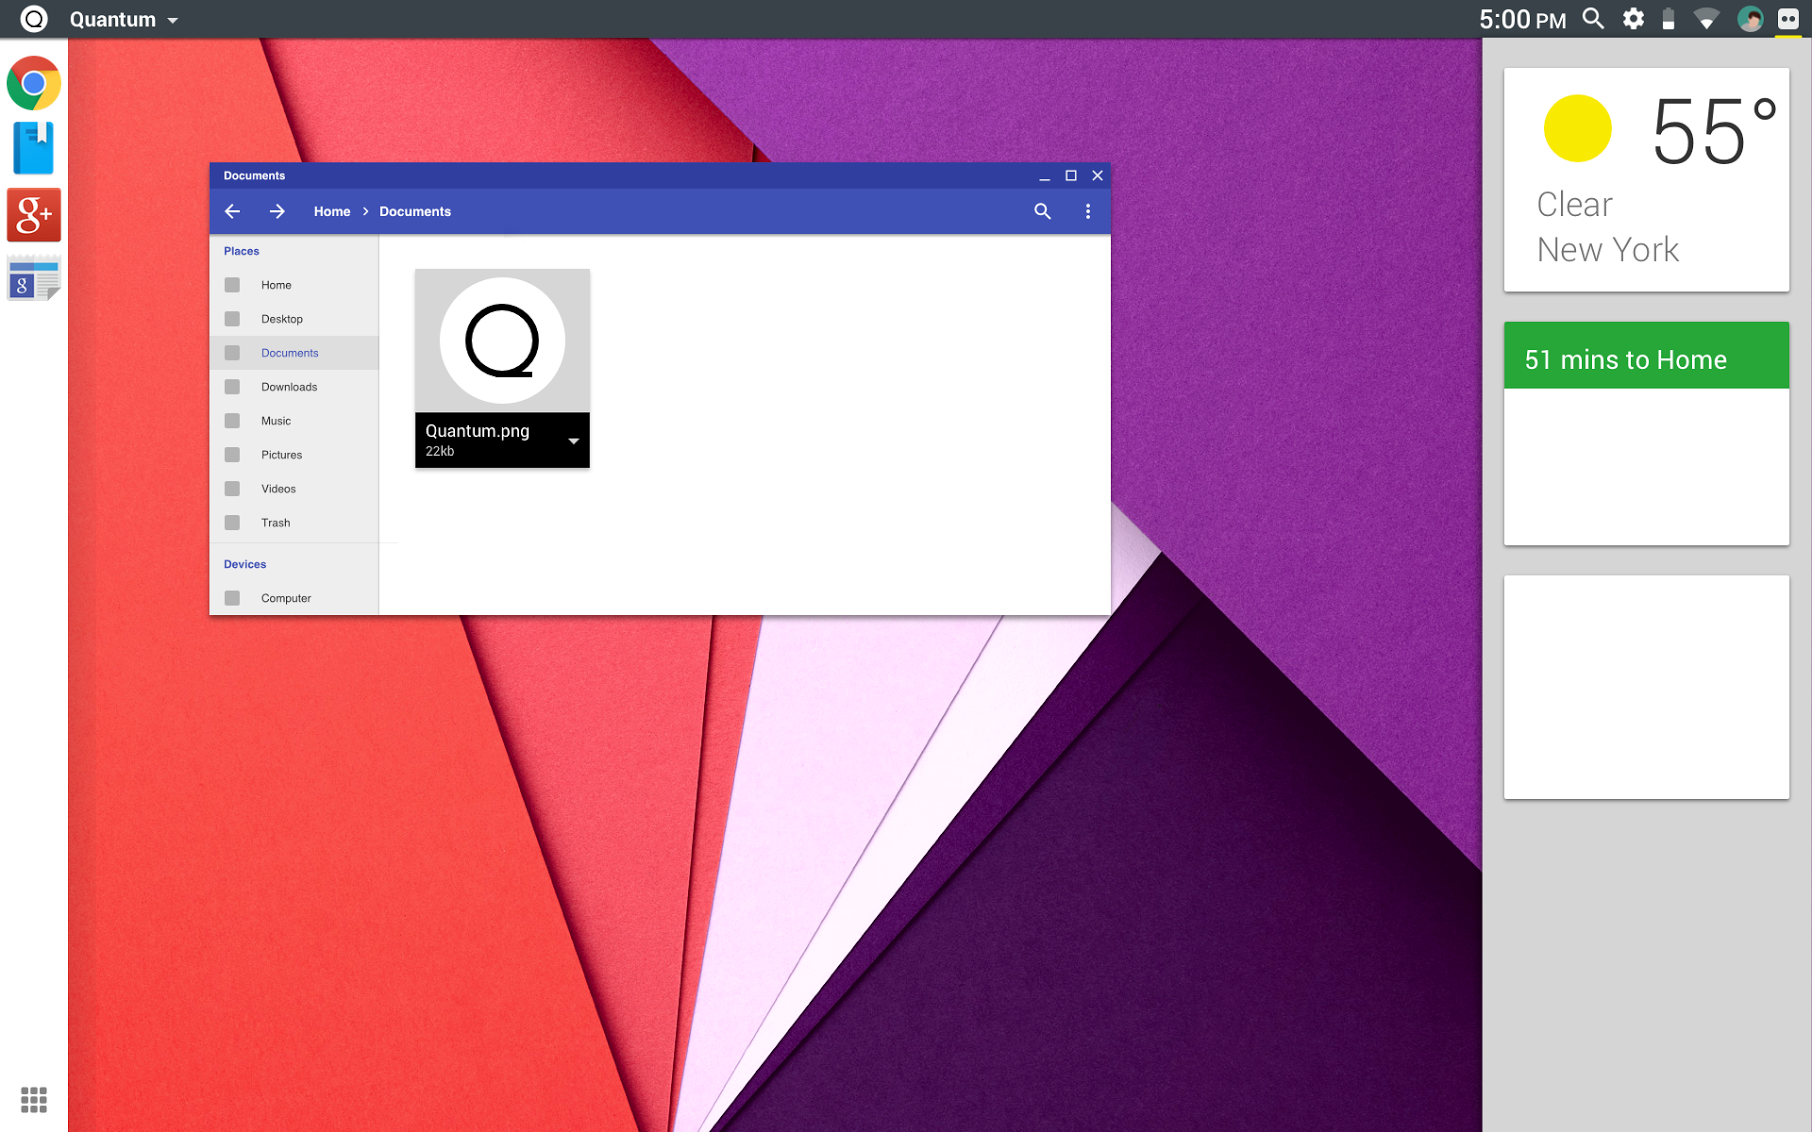 Quantum
5:00 PM
Documents
Home > Documents
Places
Home
Desktop
Documents
Downloads
Music
Pictures
Videos
Trash
Devices
Computer
Q
Quantum.png
22kb
g+
g
55°
Clear
New York
51 mins to Home